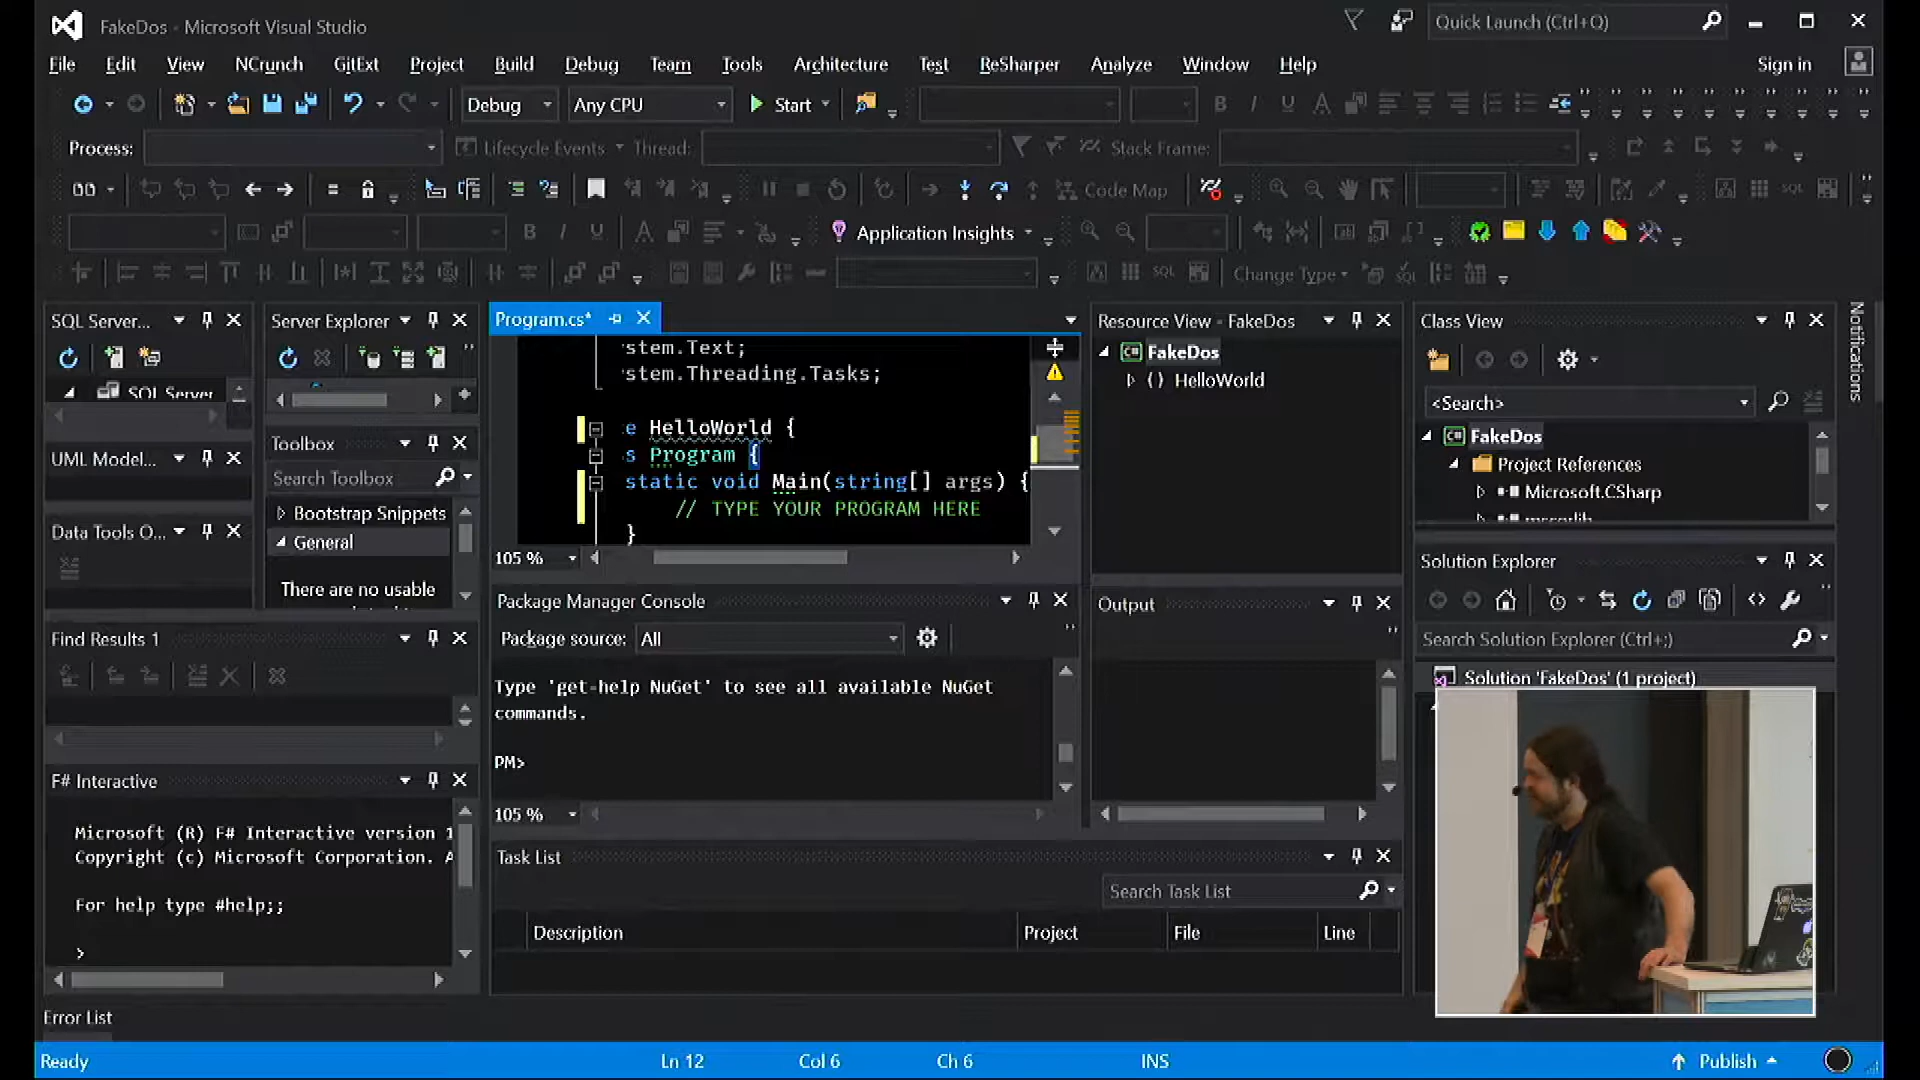 FakeDos - Microsoft Visual Studio
Quick Launch (Ctrl+Q)
File Edit View NCrunch GitExt Project Build Debug Team Tools Architecture Test ReSharper Analyze Window Help Sign in
Debug Any CPU Start
Process: Lifecycle Events Thread: Stack Frame:
Code Map SQL
Application Insights
SQL Change Type SQL
SQL Server...
Server Explorer
Program.cs*
Resource View - FakeDos
Class View
Notifications
SQL Server
stem.Text;
stem.Threading.Tasks;
e HelloWorld {
s Program {
static void Main(string[] args) {
// TYPE YOUR PROGRAM HERE
}
105 %
FakeDos
HelloWorld
<Search>
FakeDos
Project References
Microsoft.CSharp
mscorlib
UML Model...
Data Tools O...
Toolbox
Search Toolbox
Bootstrap Snippets
General
There are no usable
Find Results 1
F# Interactive
Microsoft (R) F# Interactive version 1
Copyright (c) Microsoft Corporation. A
For help type #help;;
>
Package Manager Console
Package source: All
Type 'get-help NuGet' to see all available NuGet
commands.
PM>
105 %
Output
Solution Explorer
Search Solution Explorer (Ctrl+;)
Solution 'FakeDos' (1 project)
Task List
Search Task List
Description Project File Line
Error List
Ready Ln 12 Col 6 Ch 6 INS Publish